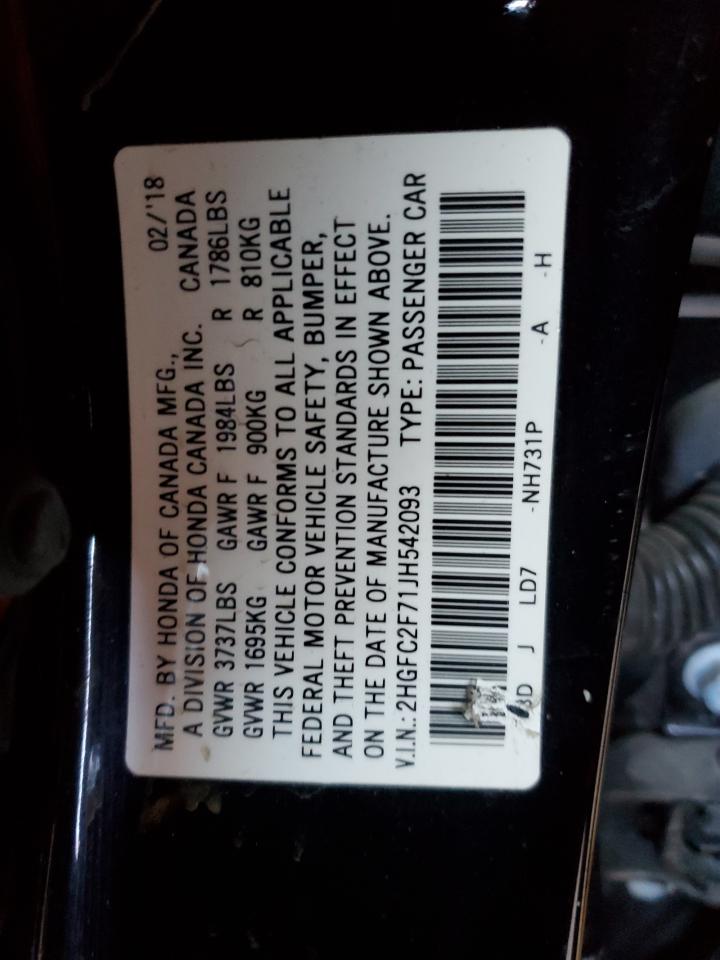 MFD. BY HONDA OF CANADA MFG., 02/'18
A DIVISION OF HONDA CANADA INC. CANADA
GVWR 3737LBS GAWR F 1984LBS R 1786LBS
GVWR 1695KG GAWR F 900KG R 810KG
THIS VEHICLE CONFORMS TO ALL APPLICABLE
FEDERAL MOTOR VEHICLE SAFETY, BUMPER,
AND THEFT PREVENTION STANDARDS IN EFFECT
ON THE DATE OF MANUFACTURE SHOWN ABOVE.
V.I.N.: 2HGFC2F71JH542093 TYPE: PASSENGER CAR
J LD7 -NH731P -A -H